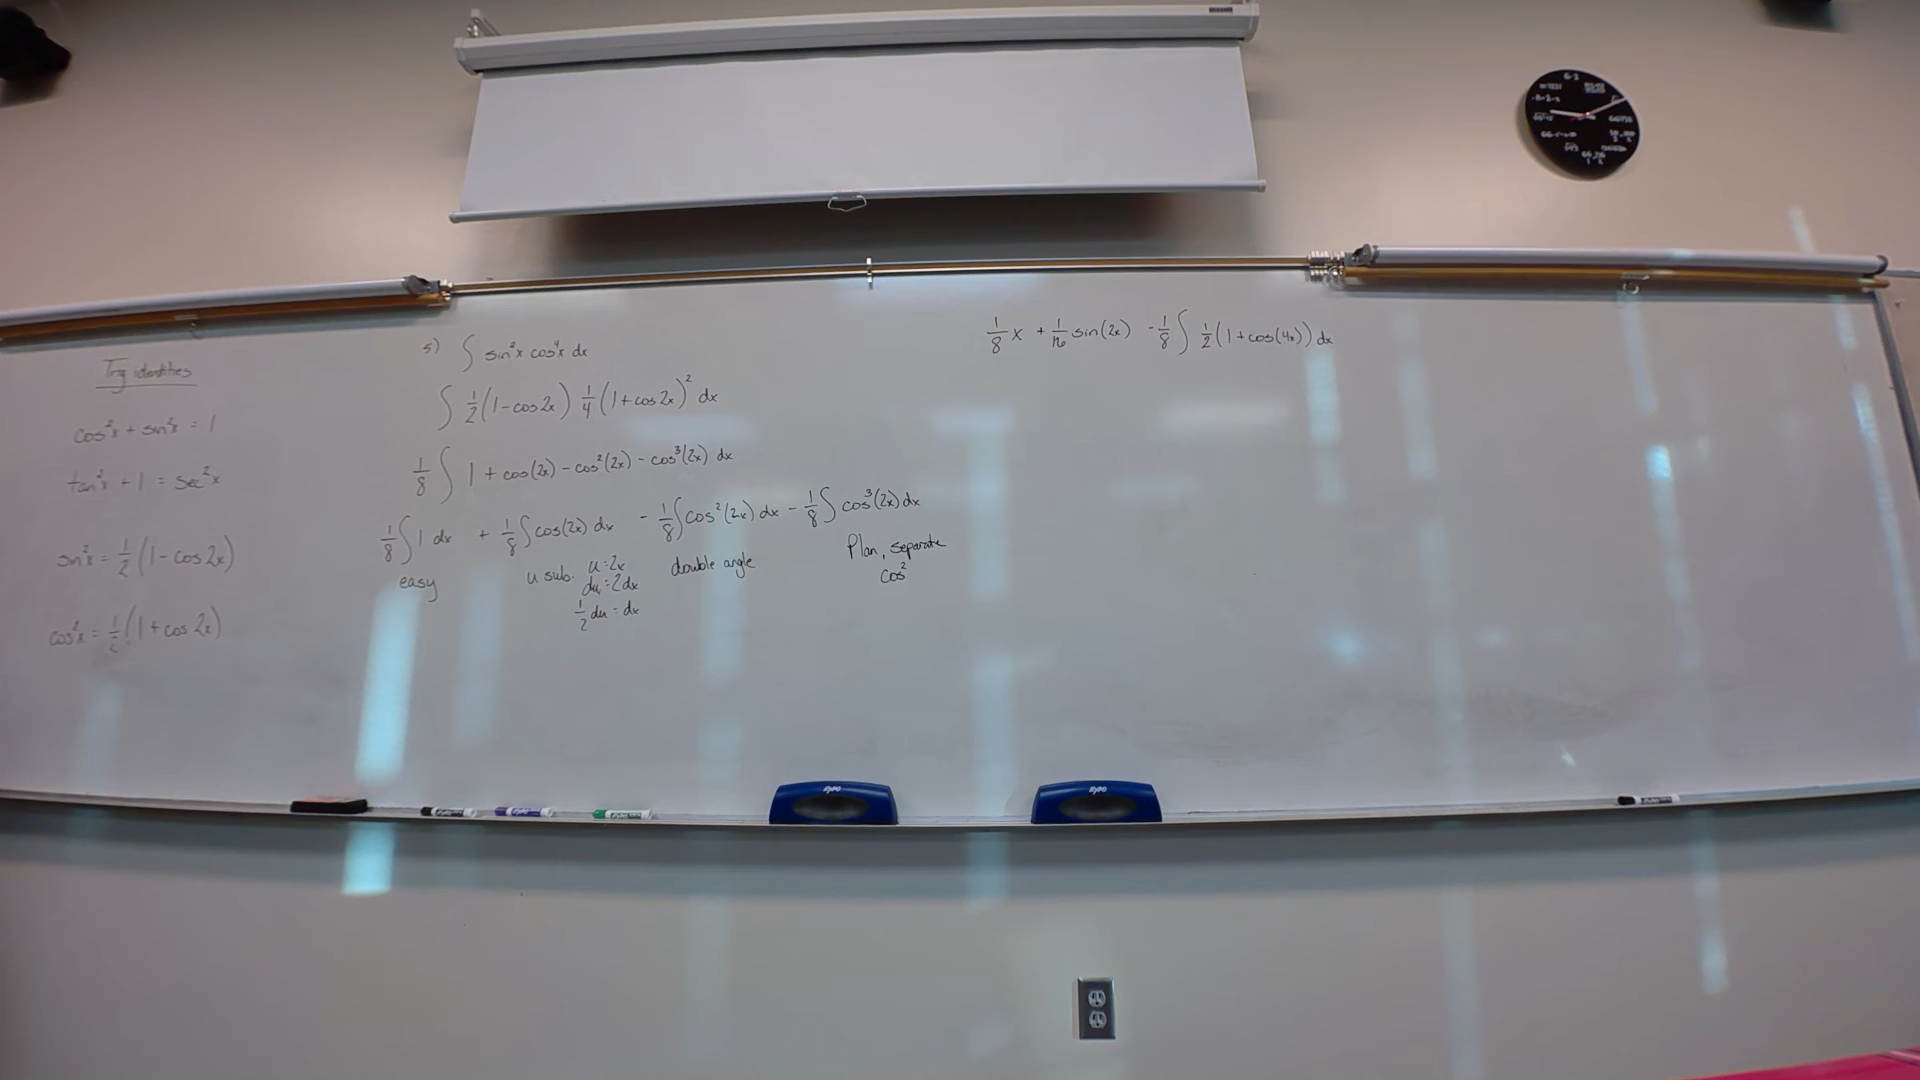 Trig identities
cos²x + sin²x = 1
tan²x + 1 = sec²x
sin²x = 1/2 (1 - cos 2x)
cos²x = 1/2 (1 + cos 2x)
5) ∫ sin²x cos⁴x dx
∫ 1/2 (1 - cos 2x) 1/4 (1 + cos 2x)² dx
1/8 ∫ 1 + cos(2x) - cos²(2x) - cos³(2x) dx
1/8 ∫ 1 dx + 1/8 ∫ cos(2x) dx - 1/8 ∫ cos²(2x) dx - 1/8 ∫ cos³(2x) dx
easy
u sub. u = 2x
du = 2dx
1/2 du = dx
double angle
Plan, separate
cos²
1/8 x + 1/16 sin(2x) - 1/8 ∫ 1/2 (1 + cos(4x)) dx
EXPO
EXPO